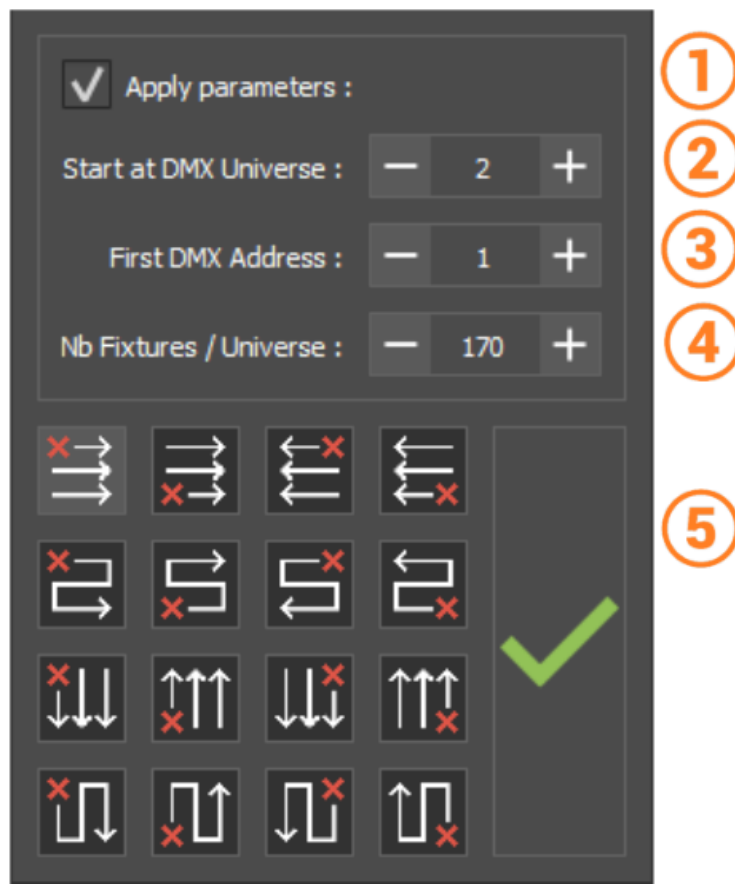 Apply parameters : 1
Start at DMX Universe : 2 2
First DMX Address : 1 3
Nb Fixtures / Universe : 170 4
5